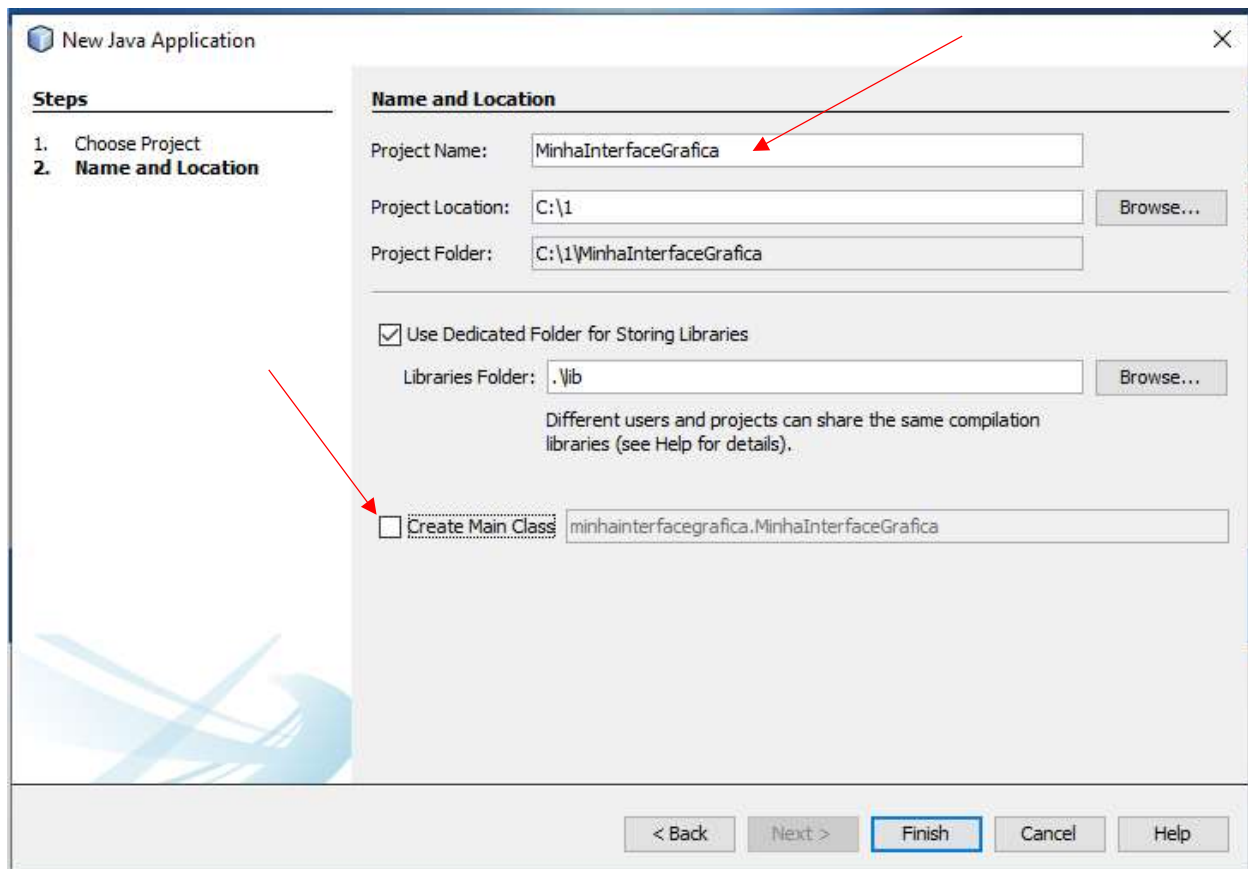 New Java Application
Steps
1. Choose Project
2. Name and Location
Name and Location
Project Name: MinhaInterfaceGrafica
Project Location: C:\1 Browse...
Project Folder: C:\1\MinhaInterfaceGrafica
Use Dedicated Folder for Storing Libraries
Libraries Folder: .\lib Browse...
Different users and projects can share the same compilation
libraries (see Help for details).
Create Main Class minhainterfacegrafica.MinhaInterfaceGrafica
< Back Next > Finish Cancel Help